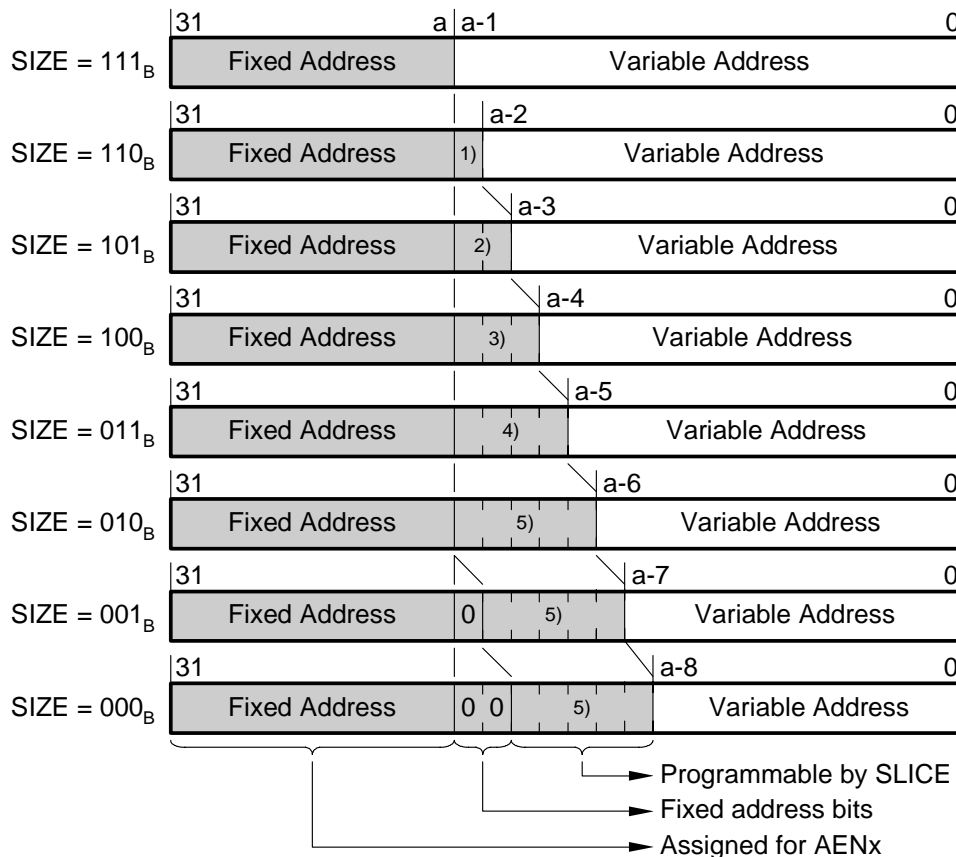 31 a a-1 0
SIZE = 111B Fixed Address Variable Address
31 a-2 0
SIZE = 110B Fixed Address 1) Variable Address
31 a-3 0
SIZE = 101B Fixed Address 2) Variable Address
31 a-4 0
SIZE = 100B Fixed Address 3) Variable Address
31 a-5 0
SIZE = 011B Fixed Address 4) Variable Address
31 a-6 0
SIZE = 010B Fixed Address 5) Variable Address
31 a-7 0
SIZE = 001B Fixed Address 0 5) Variable Address
31 a-8 0
SIZE = 000B Fixed Address 0 0 5) Variable Address
Programmable by SLICE
Fixed address bits
Assigned for AENx